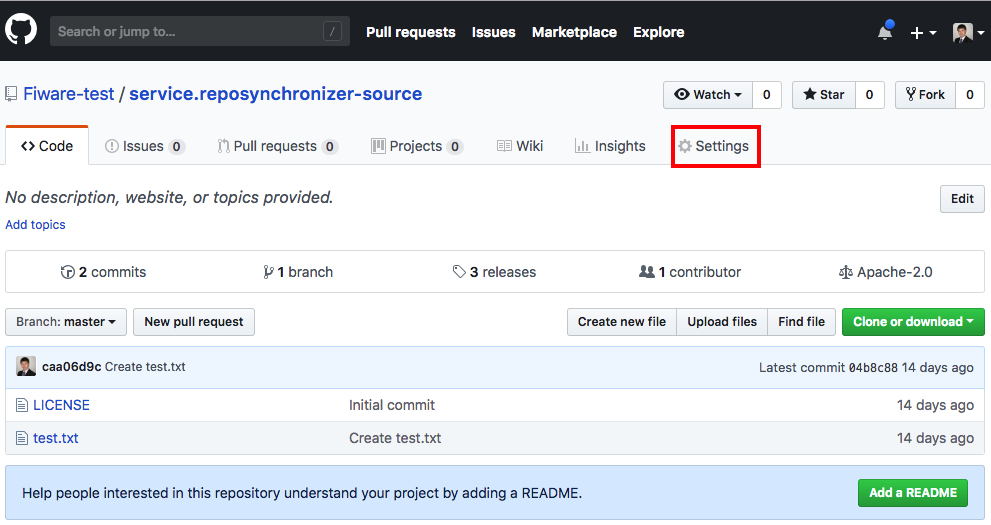 Search or jump to... / Pull requests Issues Marketplace Explore
Fiware-test / service.reposynchronizer-source Watch 0 Star 0 Fork 0
Code Issues 0 Pull requests 0 Projects 0 Wiki Insights Settings
No description, website, or topics provided. Edit
Add topics
2 commits 1 branch 3 releases 1 contributor Apache-2.0
Branch: master New pull request Create new file Upload files Find file Clone or download
caa06d9c Create test.txt Latest commit 04b8c88 14 days ago
LICENSE Initial commit 14 days ago
test.txt Create test.txt 14 days ago
Help people interested in this repository understand your project by adding a README. Add a README